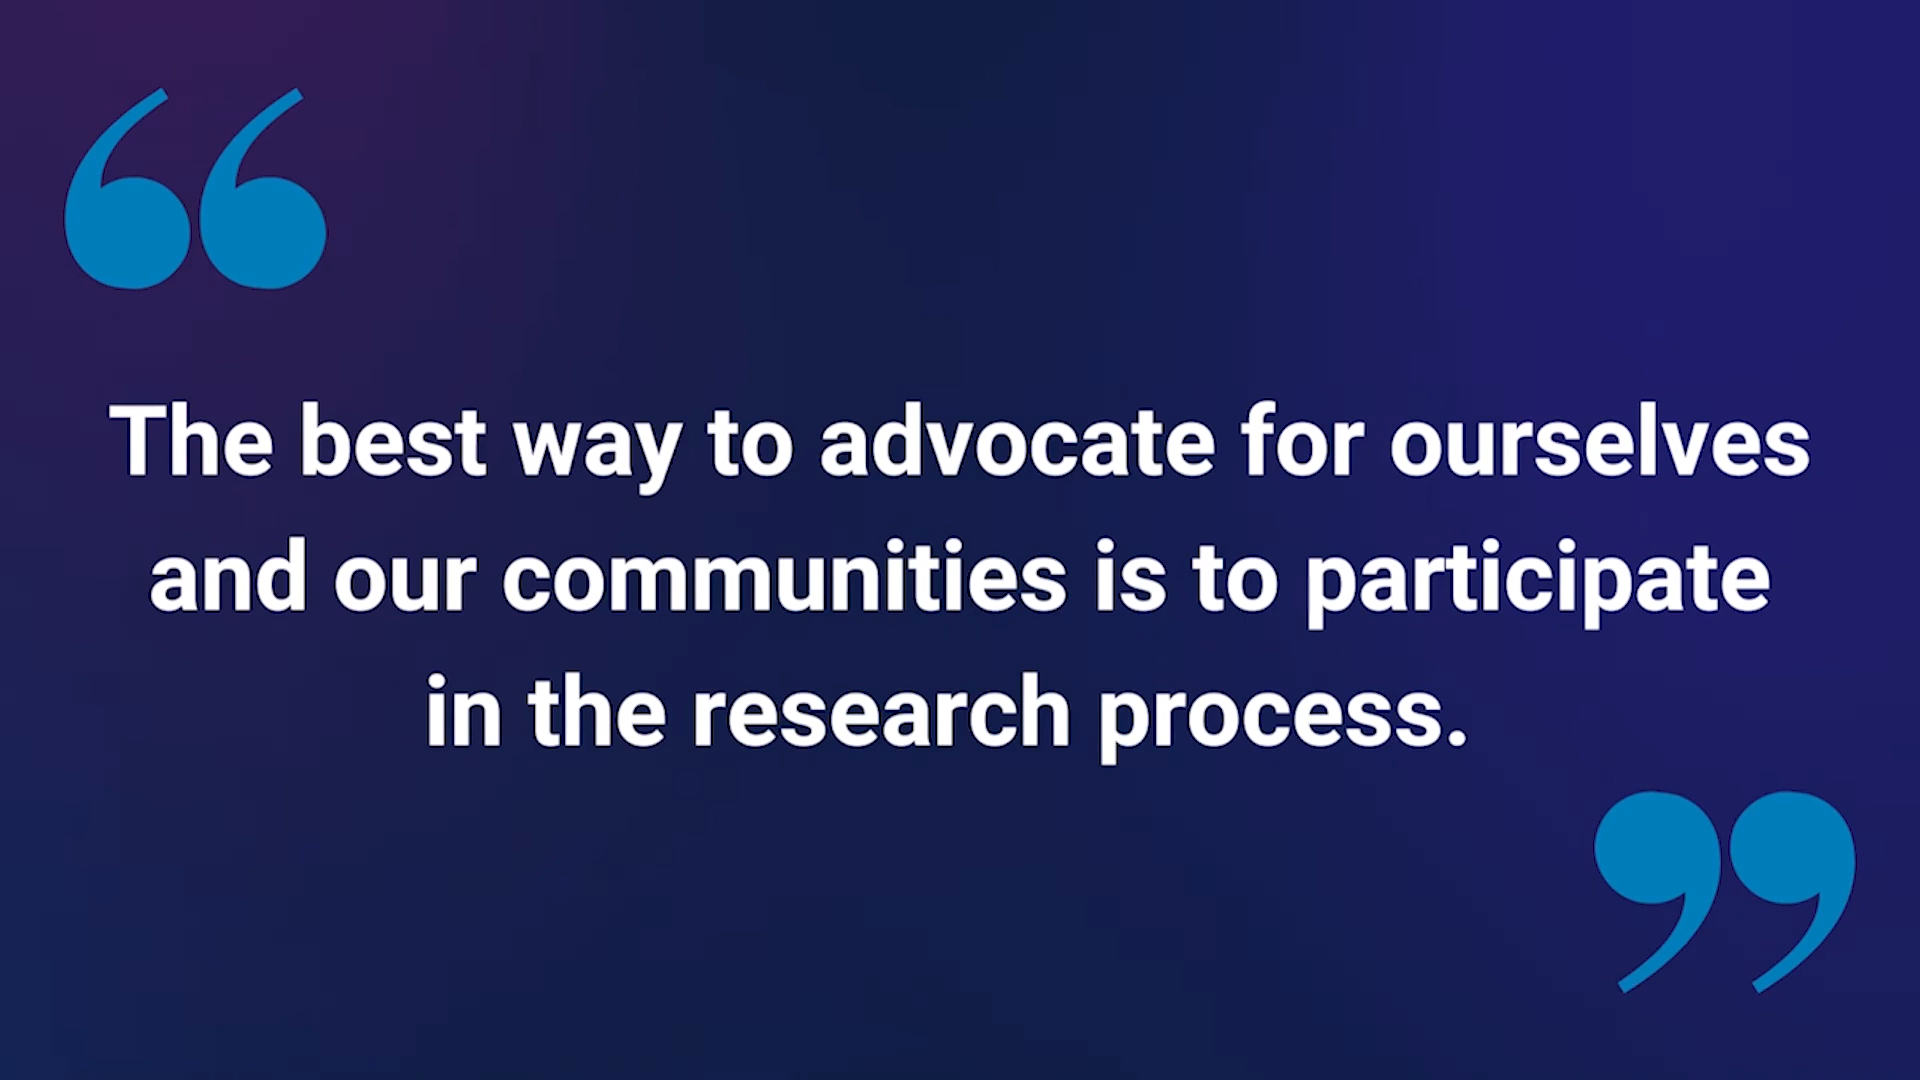 “
The best way to advocate for ourselves
and our communities is to participate
in the research process.
”